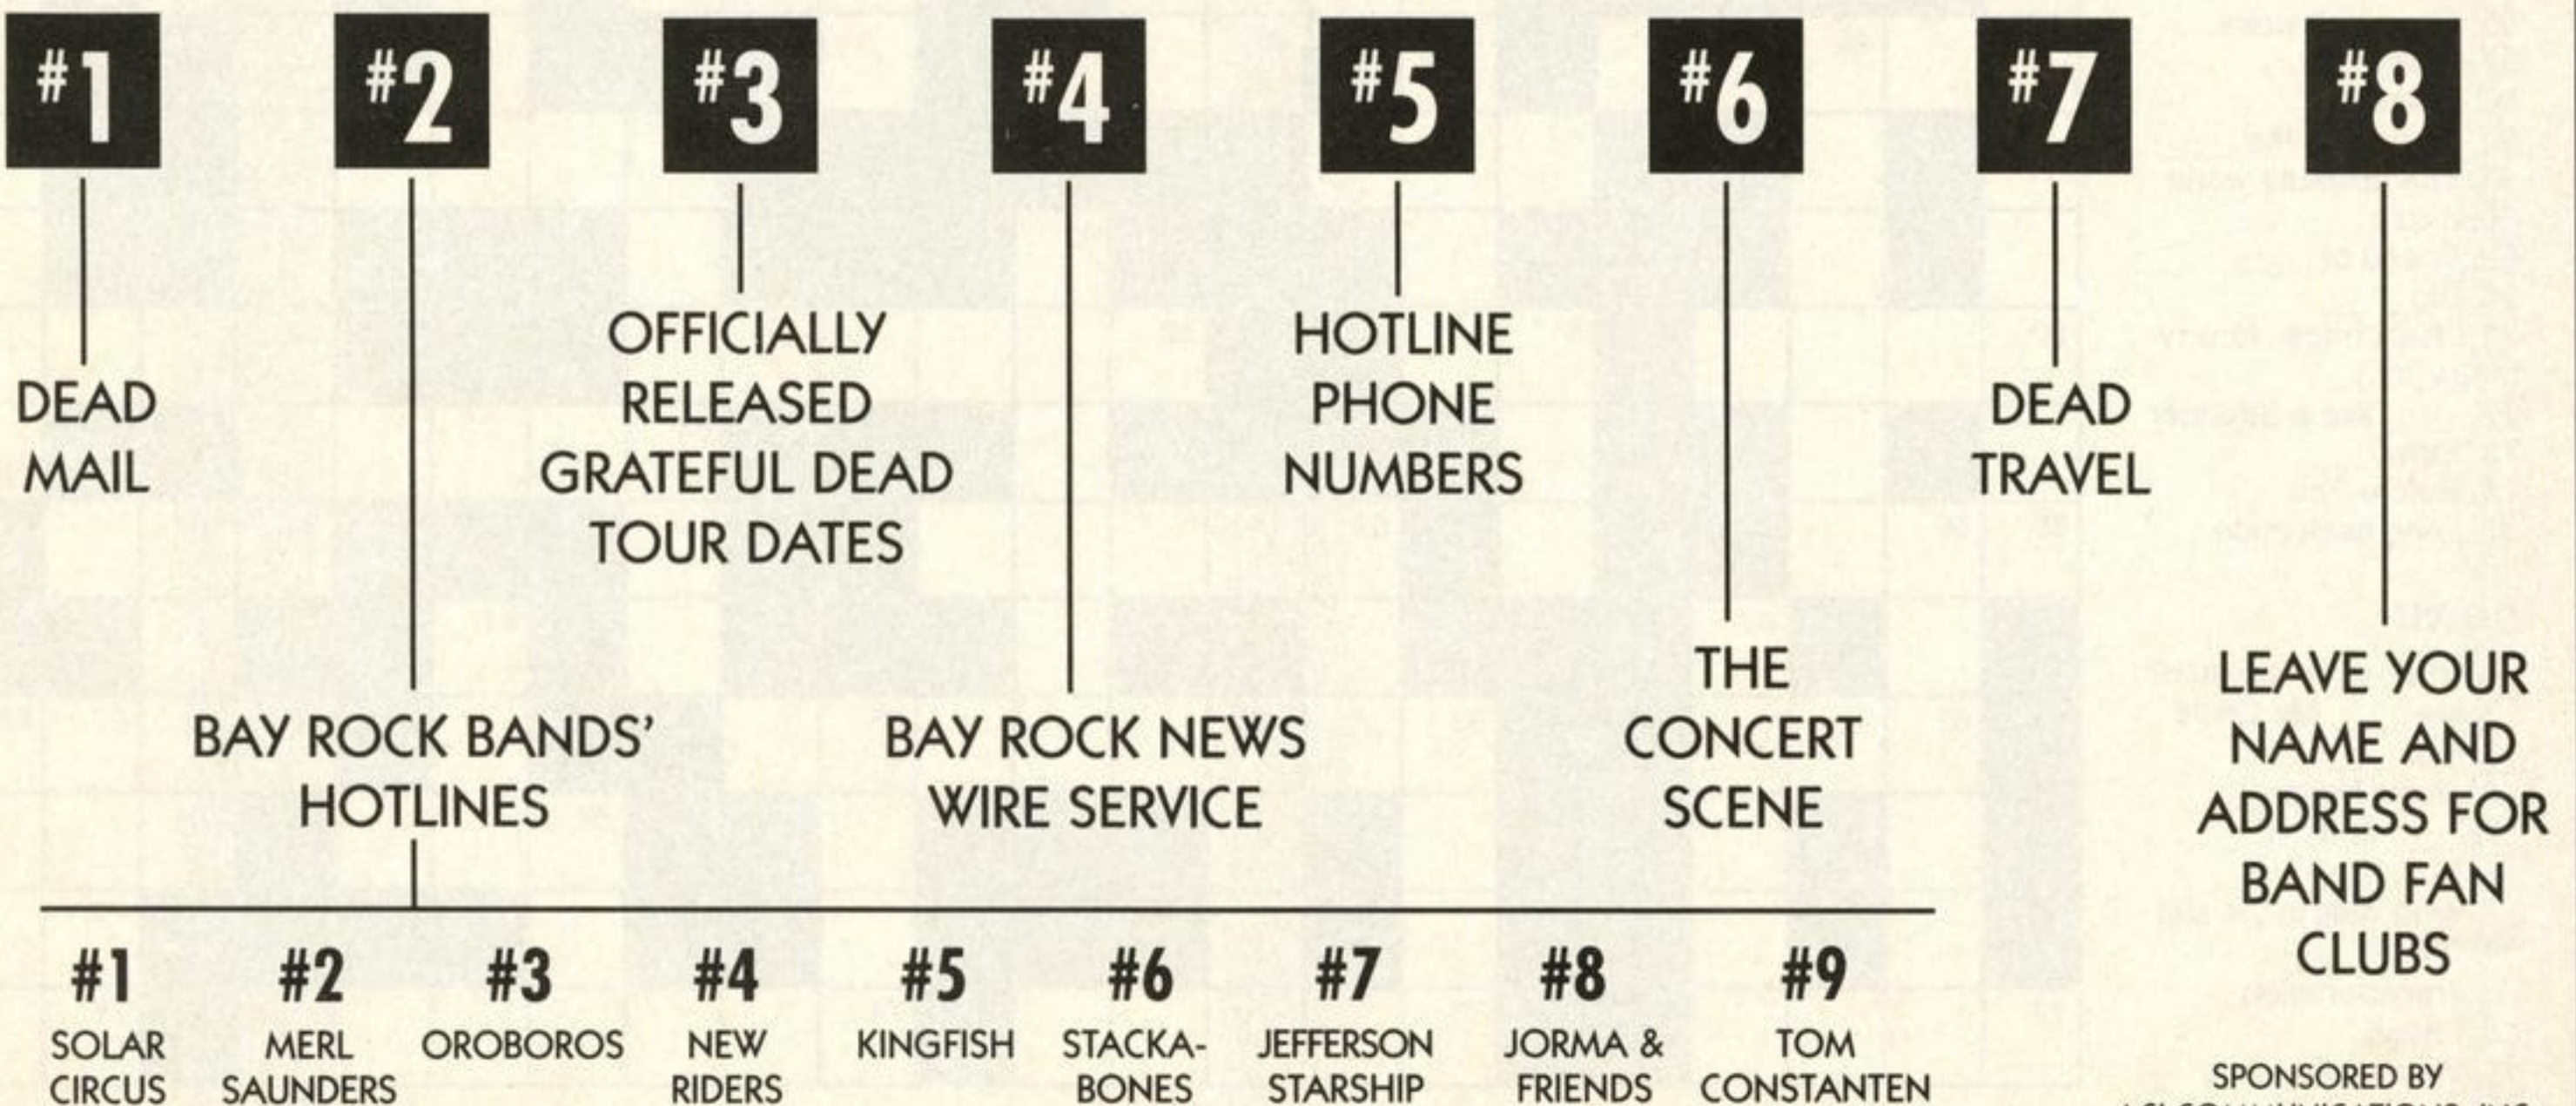 #1
#2
#3
#4
#5
#6
#7
#8
DEAD
MAIL
OFFICIALLY
RELEASED
GRATEFUL DEAD
TOUR DATES
HOTLINE
PHONE
NUMBERS
DEAD
TRAVEL
BAY ROCK BANDS'
HOTLINES
BAY ROCK NEWS
WIRE SERVICE
THE
CONCERT
SCENE
LEAVE YOUR
NAME AND
ADDRESS FOR
BAND FAN
CLUBS
#1
SOLAR
CIRCUS
#2
MERL
SAUNDERS
#3
OROBOROS
#4
NEW
RIDERS
#5
KINGFISH
#6
STACKA-
BONES
#7
JEFFERSON
STARSHIP
#8
JORMA &
FRIENDS
#9
TOM
CONSTANTEN
SPONSORED BY
COMMUNICATIONS, INC.